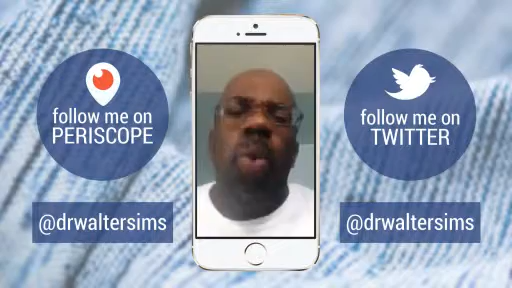 follow me on
PERISCOPE
@drwaltersims
follow me on
TWITTER
@drwaltersims